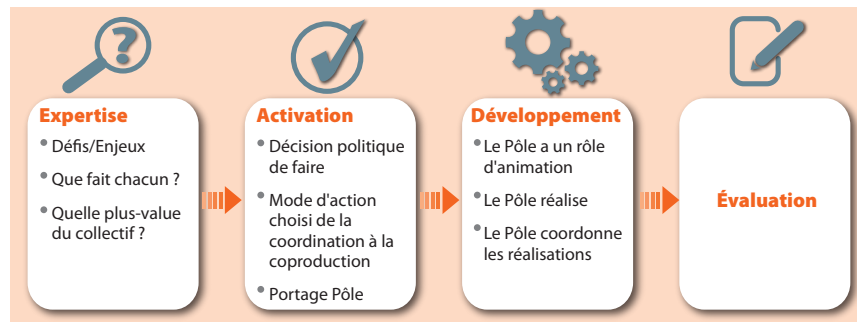 Expertise
• Défis/Enjeux
• Que fait chacun ?
• Quelle plus-value
du collectif ?
Activation
• Décision politique
de faire
• Mode d'action
choisi de la
coordination à la
coproduction
• Portage Pôle
Développement
• Le Pôle a un rôle
d'animation
• Le Pôle réalise
• Le Pôle coordonne
les réalisations
Évaluation